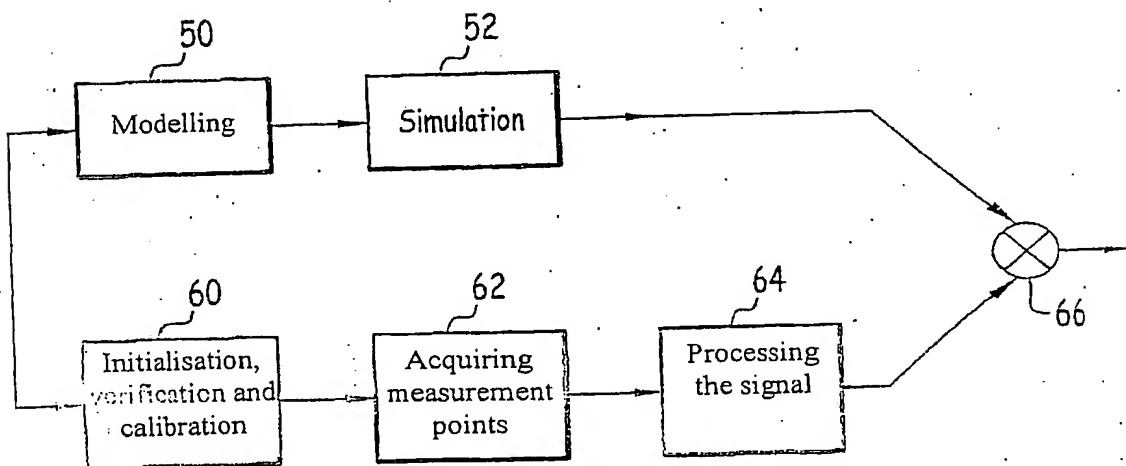 50
52
Modelling
Simulation
60
62
64
66
Initialisation,
verification and
calibration
Acquiring
measurement
points
Processing
the signal